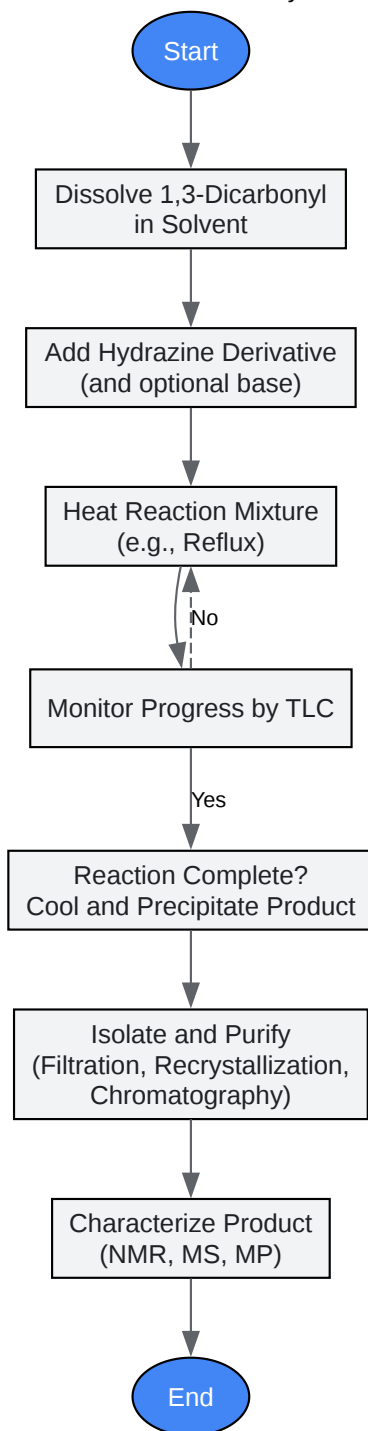 Start
Dissolve 1,3-Dicarbonyl
in Solvent
Add Hydrazine Derivative
(and optional base)
Heat Reaction Mixture
(e.g., Reflux)
No
Monitor Progress by TLC
Yes
Reaction Complete?
Cool and Precipitate Product
Isolate and Purify
(Filtration, Recrystallization,
Chromatography)
Characterize Product
(NMR, MS, MP)
End